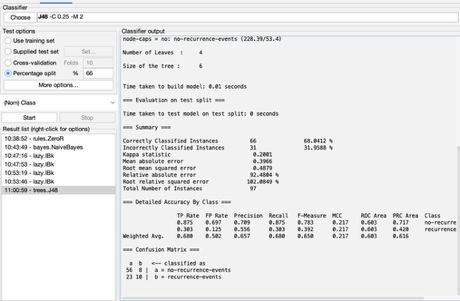 Classifier
Choose J48 -C 0.25 -M 2
Test options
Use training set
Supplied test set Set...
Cross-validation Folds 10
Percentage split % 66
More options...
(Nom) Class
Start Stop
Result list (right-click for options)
10:38:52 - rules.ZeroR
10:43:49 - bayes.NaiveBayes
10:47:16 - lazy.IBk
10:47:53 - lazy.IBk
10:53:19 - lazy.IBk
10:53:46 - lazy.IBk
11:00:59 - trees.J48
Classifier output
node-caps = no: no-recurrence-events (228.39/53.4)
Number of Leaves : 4
Size of the tree : 6
Time taken to build model: 0.01 seconds
=== Evaluation on test split ===
Time taken to test model on test split: 0 seconds
=== Summary ===
Correctly Classified Instances 66 68.0412 %
Incorrectly Classified Instances 31 31.9588 %
Kappa statistic 0.2001
Mean absolute error 0.3966
Root mean squared error 0.4879
Relative absolute error 92.4804 %
Root relative squared error 102.0849 %
Total Number of Instances 97
=== Detailed Accuracy By Class ===
TP Rate FP Rate Precision Recall F-Measure MCC ROC Area PRC Area Class
0.875 0.697 0.709 0.875 0.783 0.217 0.603 0.717 no-recurre
0.303 0.125 0.556 0.303 0.392 0.217 0.603 0.420 recurrence
Weighted Avg. 0.680 0.502 0.657 0.680 0.650 0.217 0.603 0.616
=== Confusion Matrix ===
a b <-- classified as
56 8 | a = no-recurrence-events
23 10 | b = recurrence-events